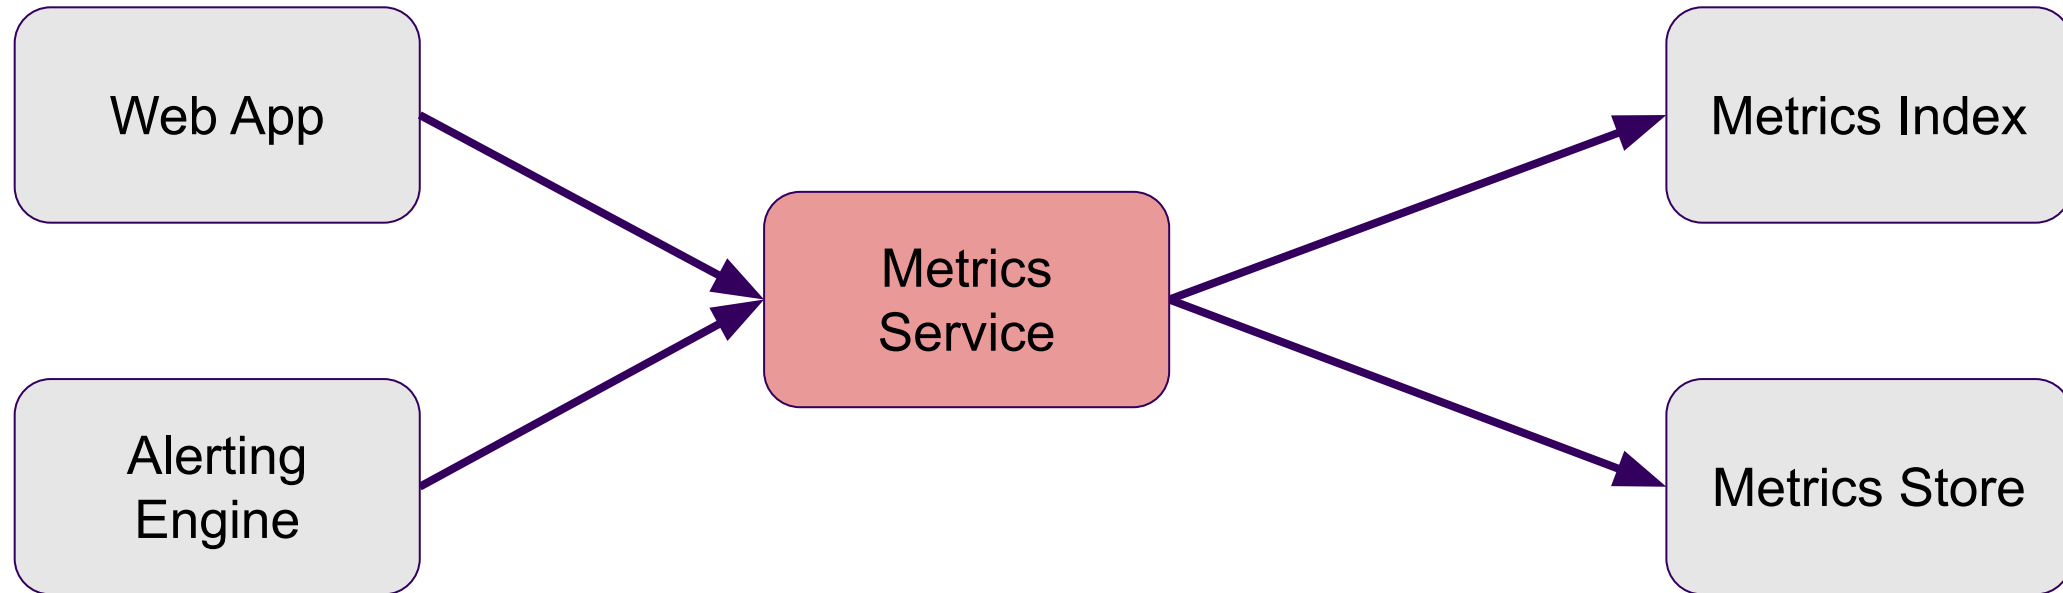 Web App
Alerting
Engine
Metrics
Service
Metrics Index
Metrics Store